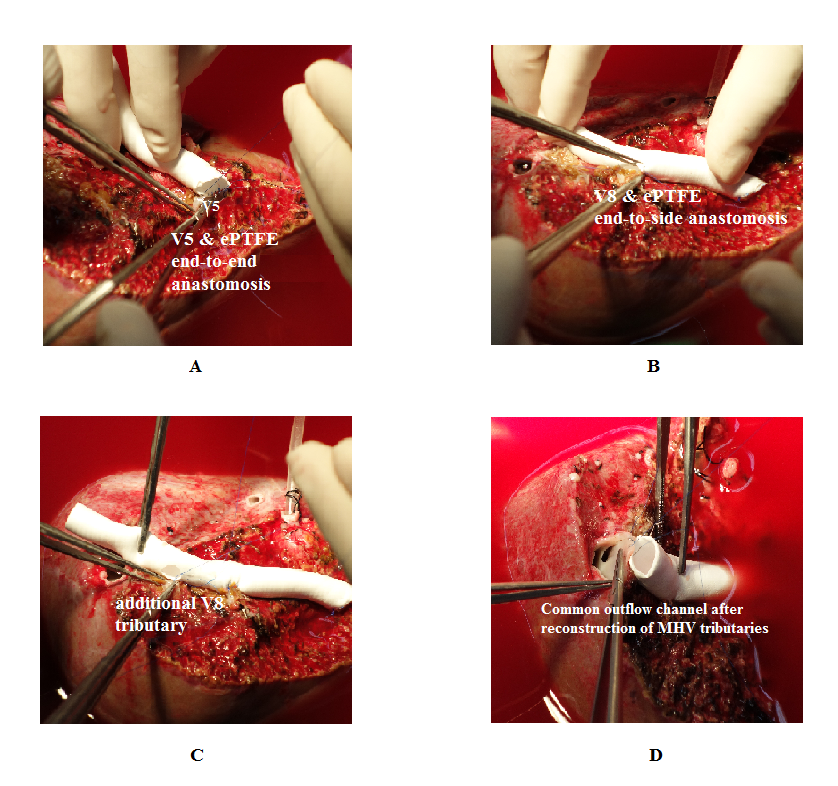 V5
V5 & ePTFE
end-to-end
anastomosis
A
V8 & ePTFE
end-to-side anastomosis
B
additional V8
tributary
C
Common outflow channel after
reconstruction of MHV tributaries
D